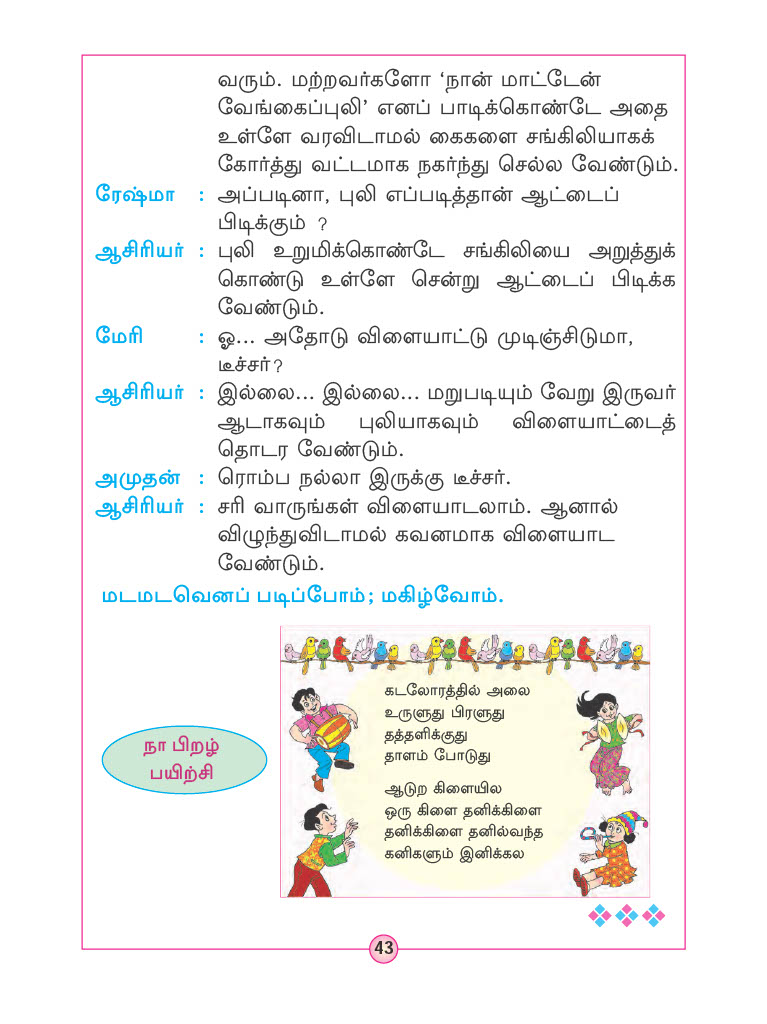 வரும். மற்றவர்களோ ‘நான் மாட்டேன்
வேங்கைப்புலி’ எனப் பாடிக்கொண்டே அதை
உள்ளே வரவிடாமல் கைகளை சங்கிலியாகக்
கோர்த்து வட்டமாக நகர்ந்து செல்ல வேண்டும்.
ரேஷ்மா : அப்படினா, புலி எப்படித்தான் ஆட்டைப்
பிடிக்கும் ?
ஆசிரியர் : புலி உறுமிக்கொண்டே சங்கிலியை அறுத்துக்
கொண்டு உள்ளே சென்று ஆட்டைப் பிடிக்க
வேண்டும்.
மேரி : ஓ... அதோடு விளையாட்டு முடிஞ்சிடுமா,
டீச்சர்?
ஆசிரியர் : இல்லை... இல்லை... மறுபடியும் வேறு இருவர்
ஆடாகவும் புலியாகவும் விளையாட்டைத்
தொடர வேண்டும்.
அமுதன் : ரொம்ப நல்லா இருக்கு டீச்சர்.
ஆசிரியர் : சரி வாருங்கள் விளையாடலாம். ஆனால்
விழுந்துவிடாமல் கவனமாக விளையாட
வேண்டும்.
மடமடவெனப் படிப்போம்; மகிழ்வோம்.
நா பிறழ்
பயிற்சி
கடலோரத்தில் அலை
உருளுது பிரளுது
தத்தளிக்குது
தாளம் போடுது
ஆடுற கிளையில
ஒரு கிளை தனிக்கிளை
தனிக்கிளை தனில்வந்த
கனிகளும் இனிக்கல
43